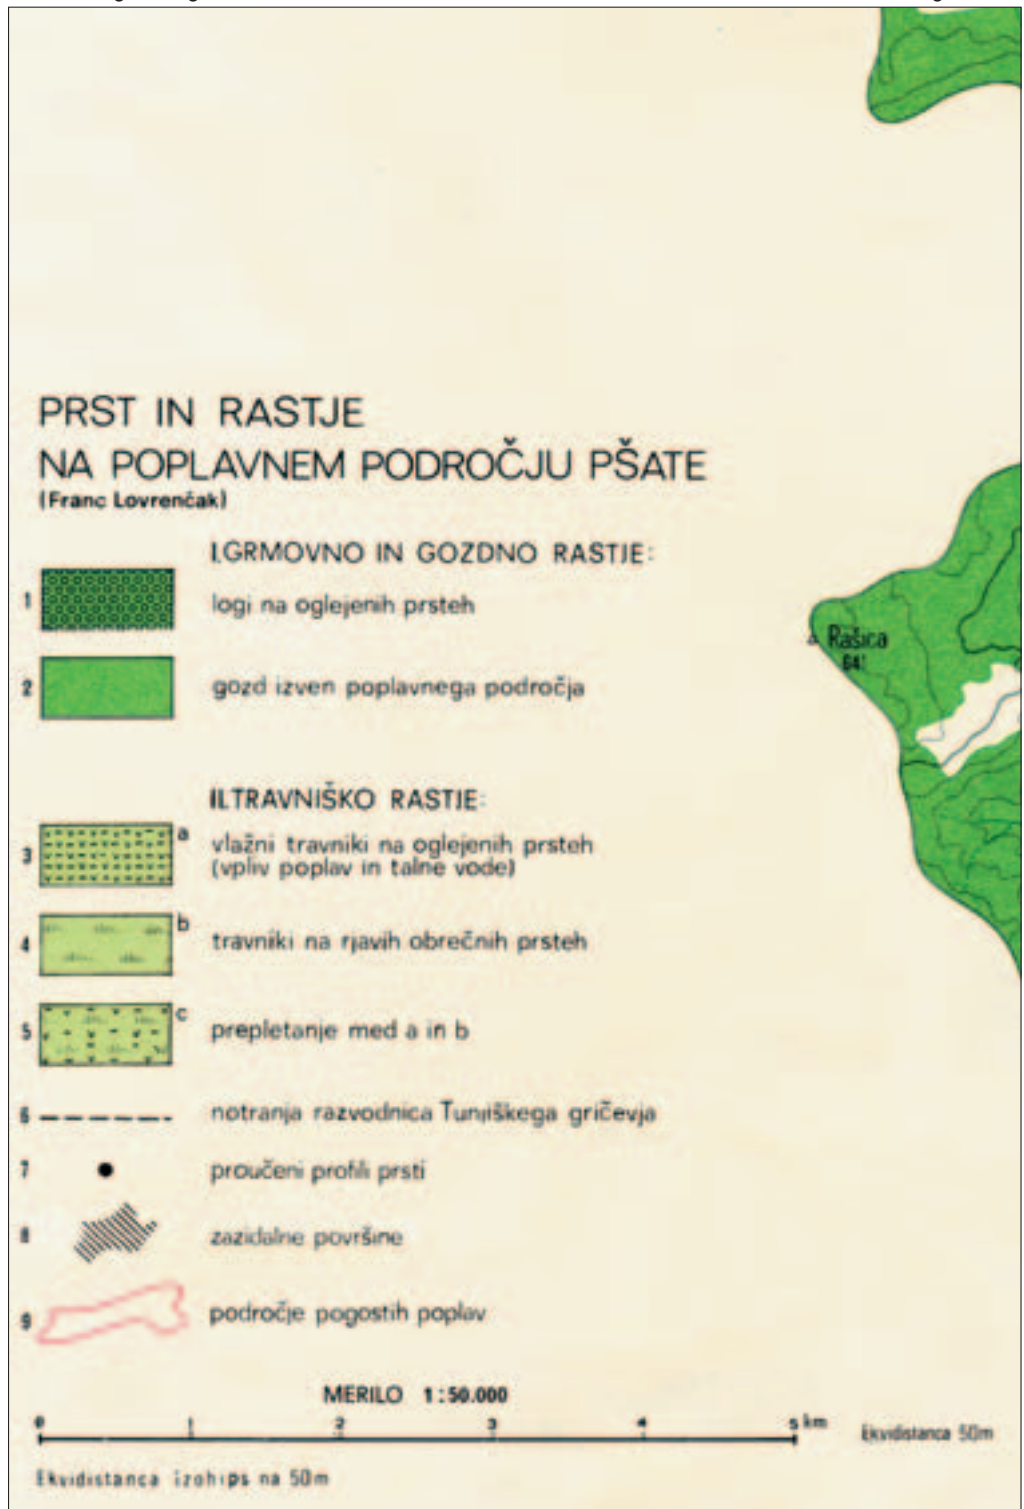 PRST IN RASTJE
NA POPLAVNEM PODROČJU PŠATE
(Franc Lovrenčak)
I. GRMOVNO IN GOZDNO RASTJE:
1 logi na oglejenih prsteh
2 gozd izven poplavnega področja
II. TRAVNIŠKO RASTJE:
3 a vlažni travniki na oglejenih prsteh
(vpliv poplav in talne vode)
4 b travniki na rjavih obrečnih prsteh
5 c prepletanje med a in b
6 notranja razvodnica Tunjiškega gričevja
7 proučeni profili prsti
8 zazidalne površine
9 področje pogostih poplav
Rašica
641
MERILO 1:50.000
0 1 2 3 4 5 km
Ekvidistanca 50m
Ekvidistanca izohips na 50m